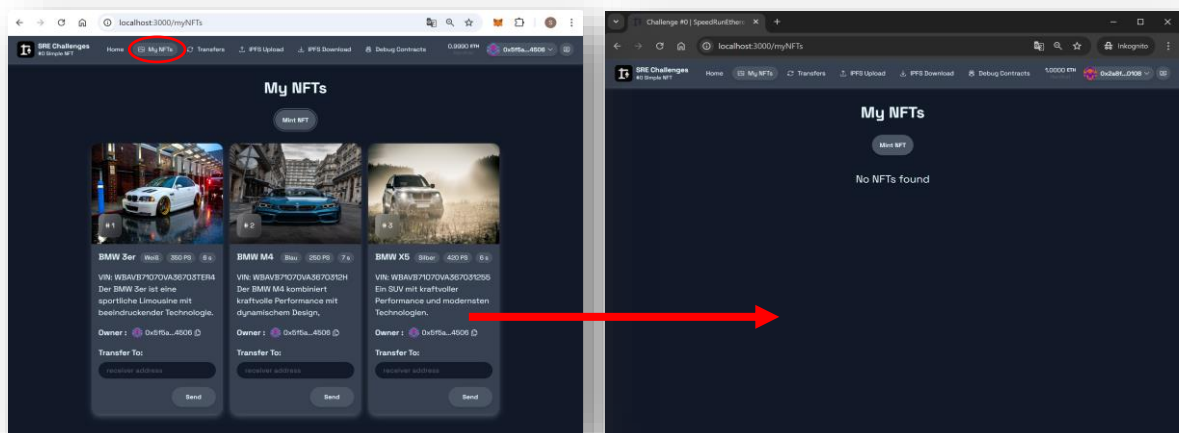 localhost:3000/myNFTs
SRE Challenges
#0 Simple NFT
Home
My NFTs
Transfers
IPFS Upload
IPFS Download
Debug Contracts
0.9990 ETH
0x5f5a...4506
My NFTs
Mint NFT
#1
BMW 3er
Weiß
350 PS
5 s
VIN: WBAVB71070VA36703TER4
Der BMW 3er ist eine
sportliche Limousine mit
beeindruckender Technologie.
Owner :
0x5f5a...4506
Transfer To:
receiver address
Send
#2
BMW M4
Blau
250 PS
7 s
VIN: WBAVB71070VA3670312H
Der BMW M4 kombiniert
kraftvolle Performance mit
dynamischem Design,
Owner :
0x5f5a...4506
Transfer To:
receiver address
Send
#3
BMW X5
Silber
420 PS
6 s
VIN: WBAVB71070VA367031255
Ein SUV mit kraftvoller
Performance und modernsten
Technologien.
Owner :
0x5f5a...4506
Transfer To:
receiver address
Send
Challenge #0 | SpeedRunEthere
localhost:3000/myNFTs
Inkognito
SRE Challenges
#0 Simple NFT
Home
My NFTs
Transfers
IPFS Upload
IPFS Download
Debug Contracts
1.0000 ETH
0x2a8f...0108
My NFTs
Mint NFT
No NFTs found